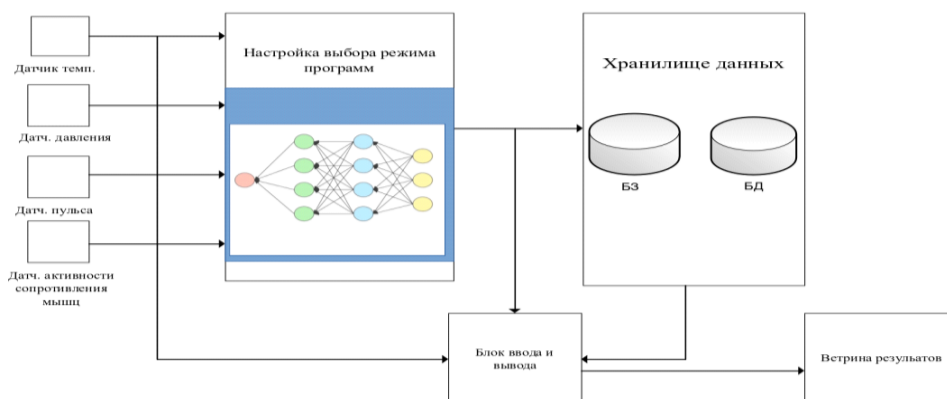 Датчик темп.
Датч. давления
Датч. пульса
Датч. активности
сопротивления
мышц
Настройка выбора режима
программ
Хранилище данных
БЗ
БД
Блок ввода и
вывода
Ветрина резульатов